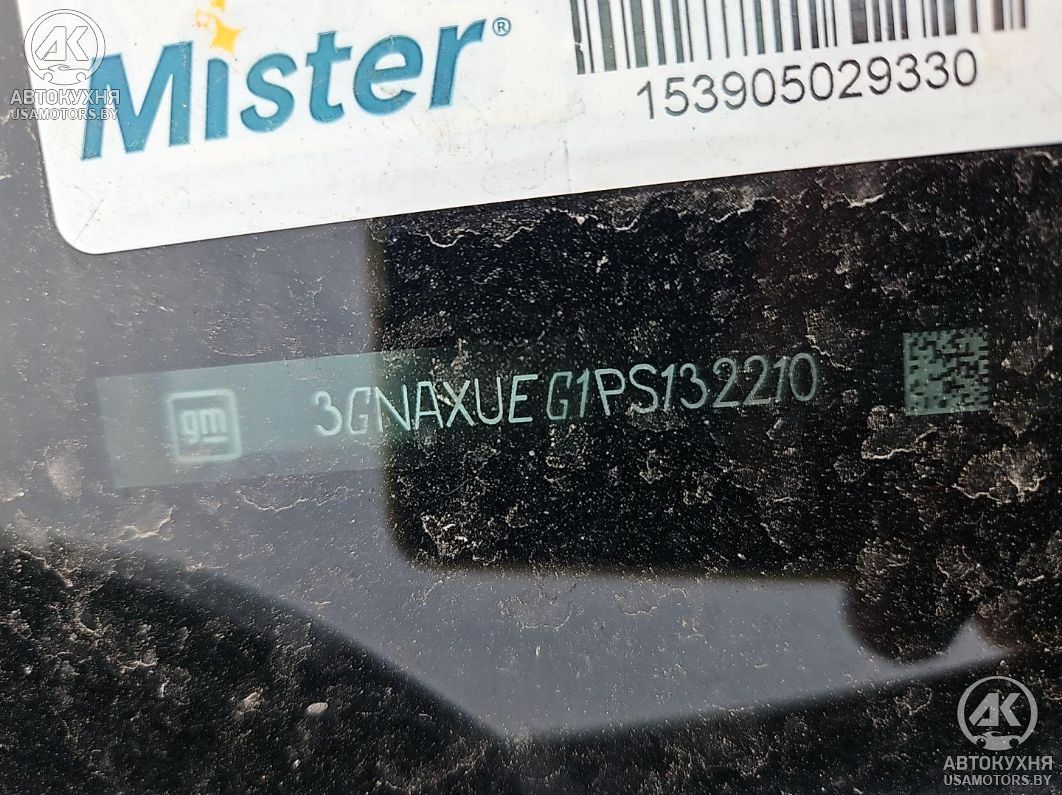 Mister®
153905029330
АВТОКУХНЯ
USAMOTORS.BY
gm
3GNAXUEG1PS132210
АВТОКУХНЯ
USAMOTORS.BY